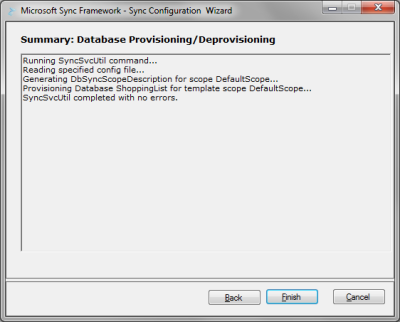 Microsoft Sync Framework - Sync Configuration Wizard
Summary: Database Provisioning/Deprovisioning
Running SyncSvcUtil command...
Reading specified config file...
Generating DbSyncScopeDescription for scope DefaultScope...
Provisioning Database ShoppingList for template scope DefaultScope...
SyncSvcUtil completed with no errors.
Back
Finish
Cancel